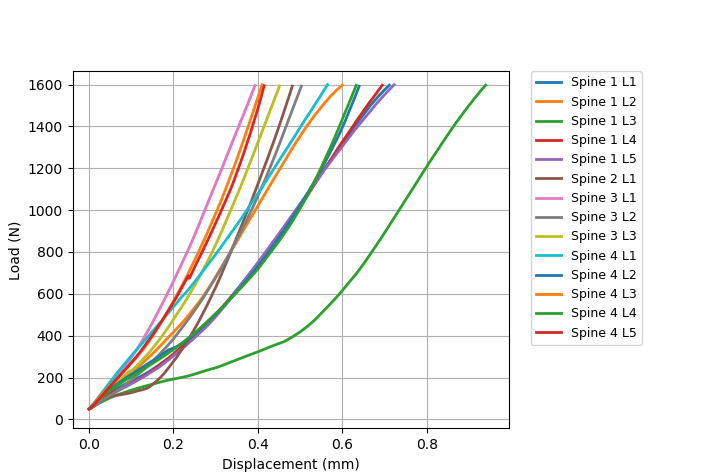 1600
1400
1200
1000
800
600
400
200
0
Load (N)
0.0 0.2 0.4 0.6 0.8
Displacement (mm)
Spine 1 L1
Spine 1 L2
Spine 1 L3
Spine 1 L4
Spine 1 L5
Spine 2 L1
Spine 3 L1
Spine 3 L2
Spine 3 L3
Spine 4 L1
Spine 4 L2
Spine 4 L3
Spine 4 L4
Spine 4 L5